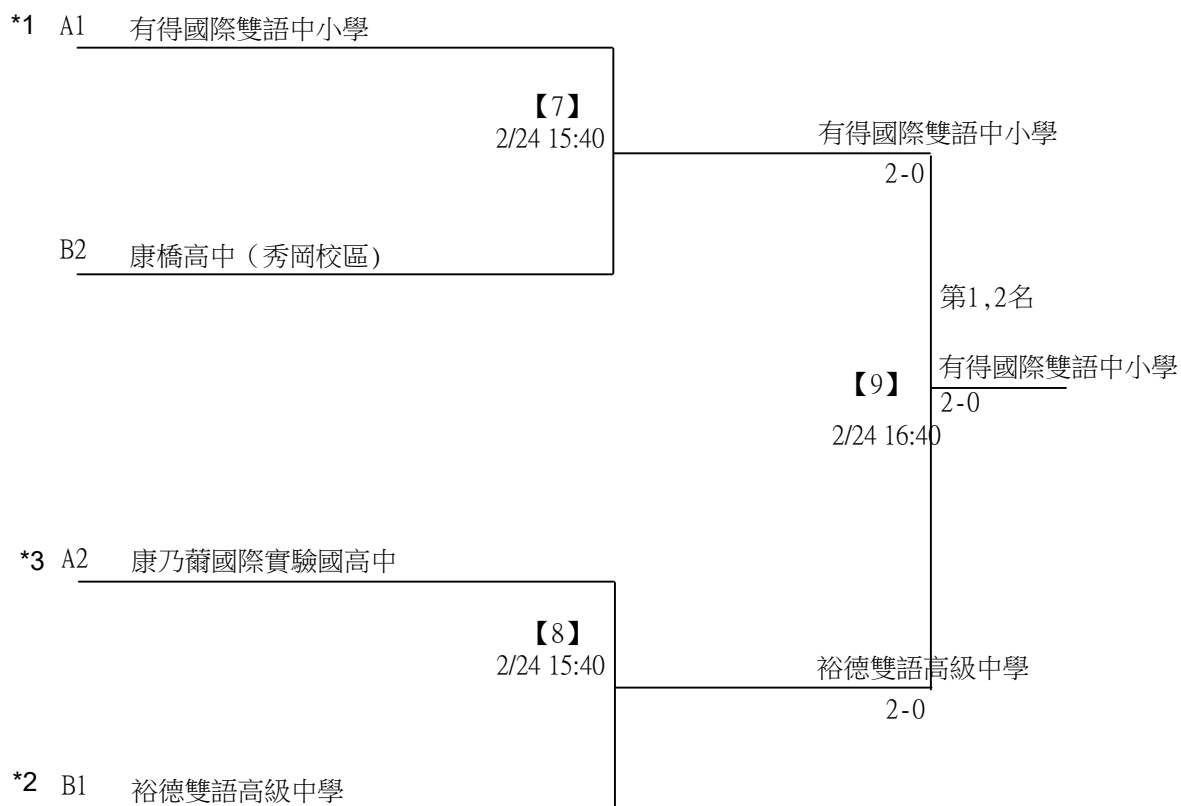 *1 A1 有得國際雙語中小學
【7】
2/24 15:40
有得國際雙語中小學
2-0
B2 康橋高中（秀岡校區)
第1,2名
有得國際雙語中小學
【9】
2-0
2/24 16:40
*3 A2 康乃薾國際實驗國高中
【8】
2/24 15:40
裕德雙語高級中學
2-0
*2 B1 裕德雙語高級中學